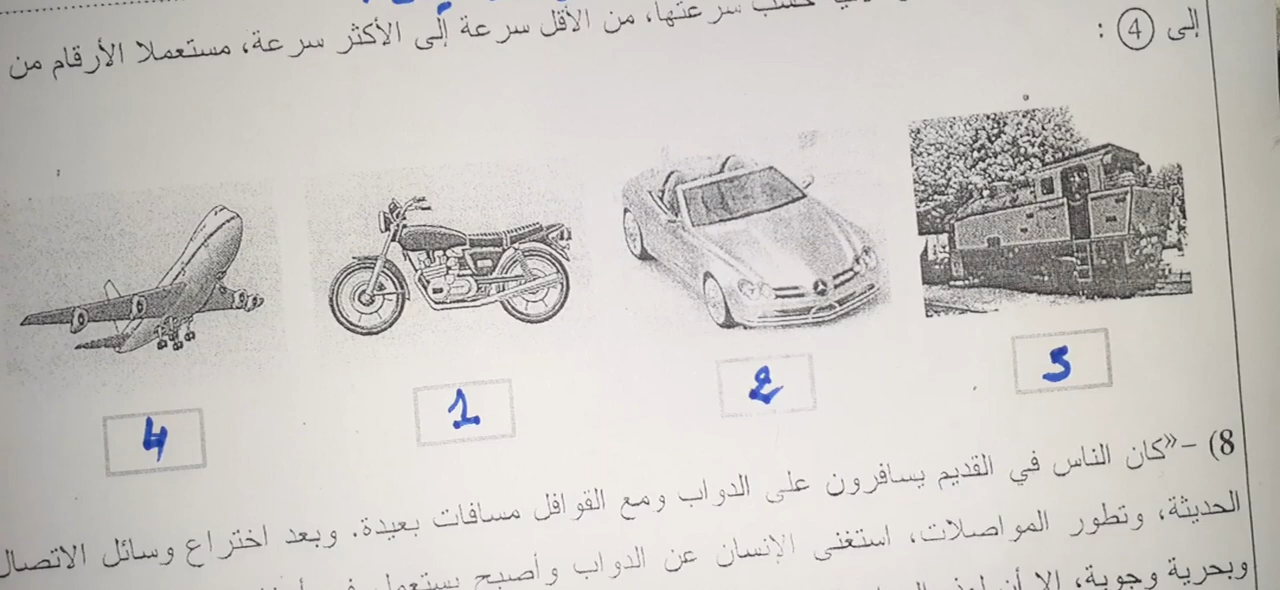 سرعتها، من الأقل سرعة إلى الأكثر سرعة، مستعملا الأرقام من
إلى ④ :
4 1 2 3
8) -«كان الناس في القديم يسافرون على الدواب ومع القوافل مسافات بعيدة. وبعد اختراع وسائل الاتصال
الحديثة، وتطور المواصلات، استغنى الإنسان عن الدواب وأصبح يستعمل
وبحرية وجوية، إلا أن